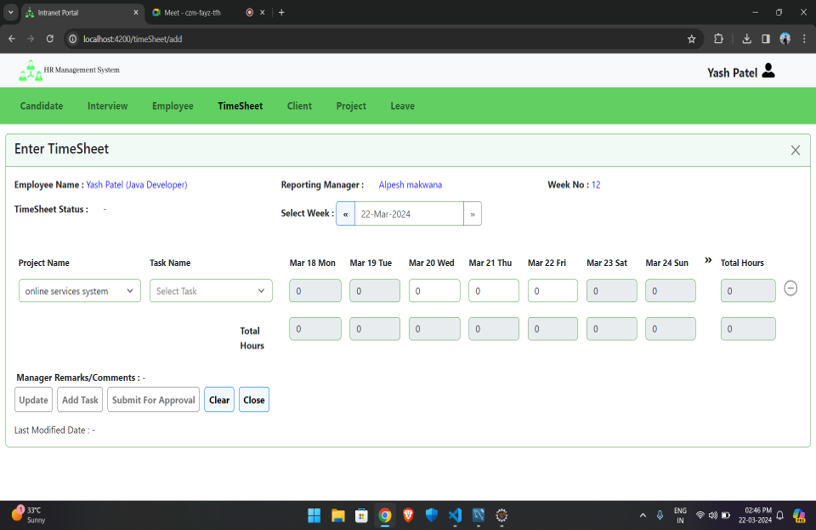 Intranet Portal
Meet - czm-fayz-tfh
localhost:4200/timeSheet/add
HR Management System
Yash Patel
Candidate Interview Employee TimeSheet Client Project Leave
Enter TimeSheet
Employee Name : Yash Patel (Java Developer) Reporting Manager : Alpesh makwana Week No : 12
TimeSheet Status : - Select Week : « 22-Mar-2024 »
Project Name Task Name Mar 18 Mon Mar 19 Tue Mar 20 Wed Mar 21 Thu Mar 22 Fri Mar 23 Sat Mar 24 Sun » Total Hours
online services system Select Task 0 0 0 0 0 0 0 0
Total Hours 0 0 0 0 0 0 0 0
Manager Remarks/Comments : -
Update Add Task Submit For Approval Clear Close
Last Modified Date : -
1 33°C
Sunny
ENG
IN
02:46 PM
22-03-2024